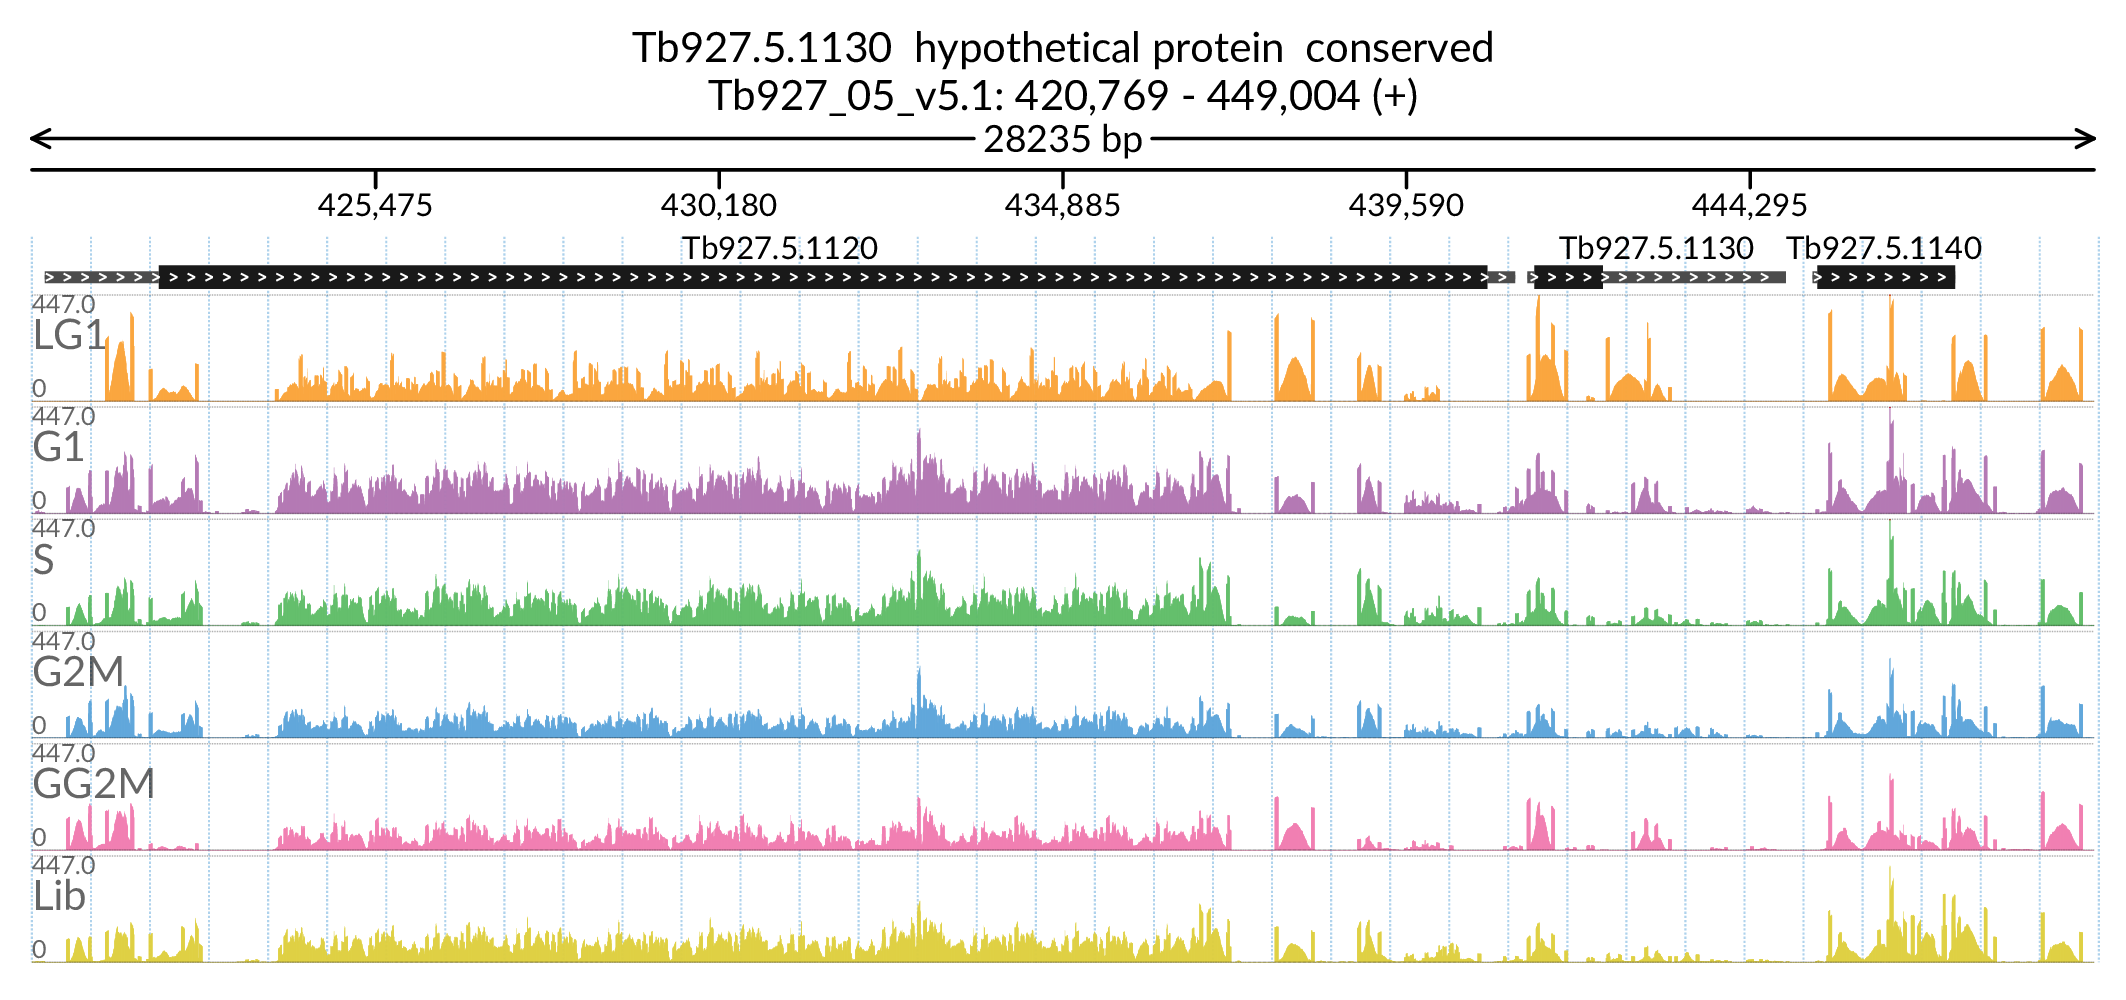 Tb927.5.1130 hypothetical protein conserved
Tb927_05_v5.1: 420,769 - 449,004 (+)
28235 bp
425,475 430,180 434,885 439,590 444,295
Tb927.5.1120 Tb927.5.1130 Tb927.5.1140
447.0
LG1
0
447.0
G1
0
447.0
S
0
447.0
G2M
0
447.0
GG2M
0
447.0
Lib
0